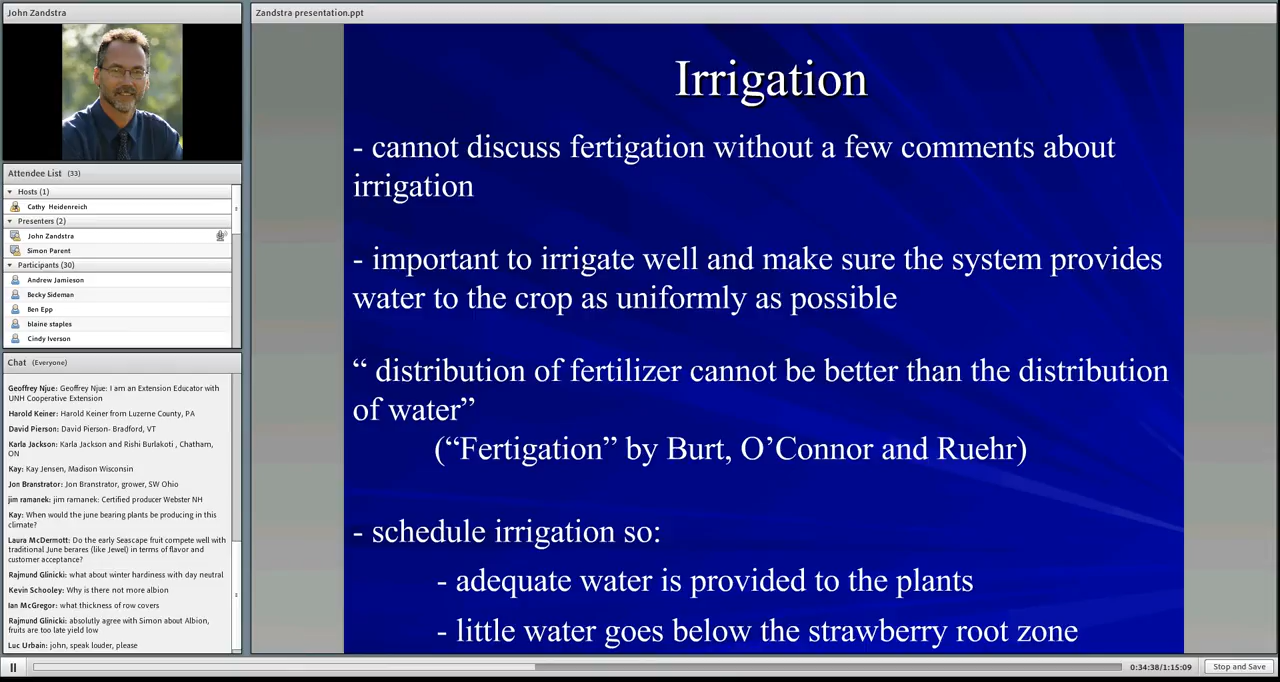 John Zandstra
Attendee List (33)
Hosts (1)
Cathy Heidenreich
Presenters (2)
John Zandstra
Simon Parent
Participants (30)
Andrew Jamieson
Becky Sideman
Ben Epp
blaine staples
Cindy Iverson
Chat (Everyone)
Geoffrey Njue: Geoffrey Njue: I am an Extension Educator with
UNH Cooperative Extension
Harold Keiner: Harold Keiner from Luzerne County, PA
David Pierson: David Pierson- Bradford, VT
Karla Jackson: Karla Jackson and Rishi Burlakoti , Chatham,
ON
Kay: Kay Jensen, Madison Wisconsin
Jon Branstrator: Jon Branstrator, grower, SW Ohio
jim ramanek: jim ramanek: Certified producer Webster NH
Kay: When would the june bearing plants be producing in this
climate?
Laura McDermott: Do the early Seascape fruit compete well with
traditional June berares (like Jewel) in terms of flavor and
customer acceptance?
Rajmund Glinicki: what about winter hardiness with day neutral
Kevin Schooley: Why is there not more albion
Ian McGregor: what thickness of row covers
Rajmund Glinicki: absolutly agree with Simon about Albion,
fruits are too late yield low
Luc Urbain: john, speak louder, please
Zandstra presentation.ppt
Irrigation
- cannot discuss fertigation without a few comments about
irrigation
- important to irrigate well and make sure the system provides
water to the crop as uniformly as possible
“ distribution of fertilizer cannot be better than the distribution
of water”
(“Fertigation” by Burt, O’Connor and Ruehr)
- schedule irrigation so:
- adequate water is provided to the plants
- little water goes below the strawberry root zone
0:34:38/1:15:09
Stop and Save